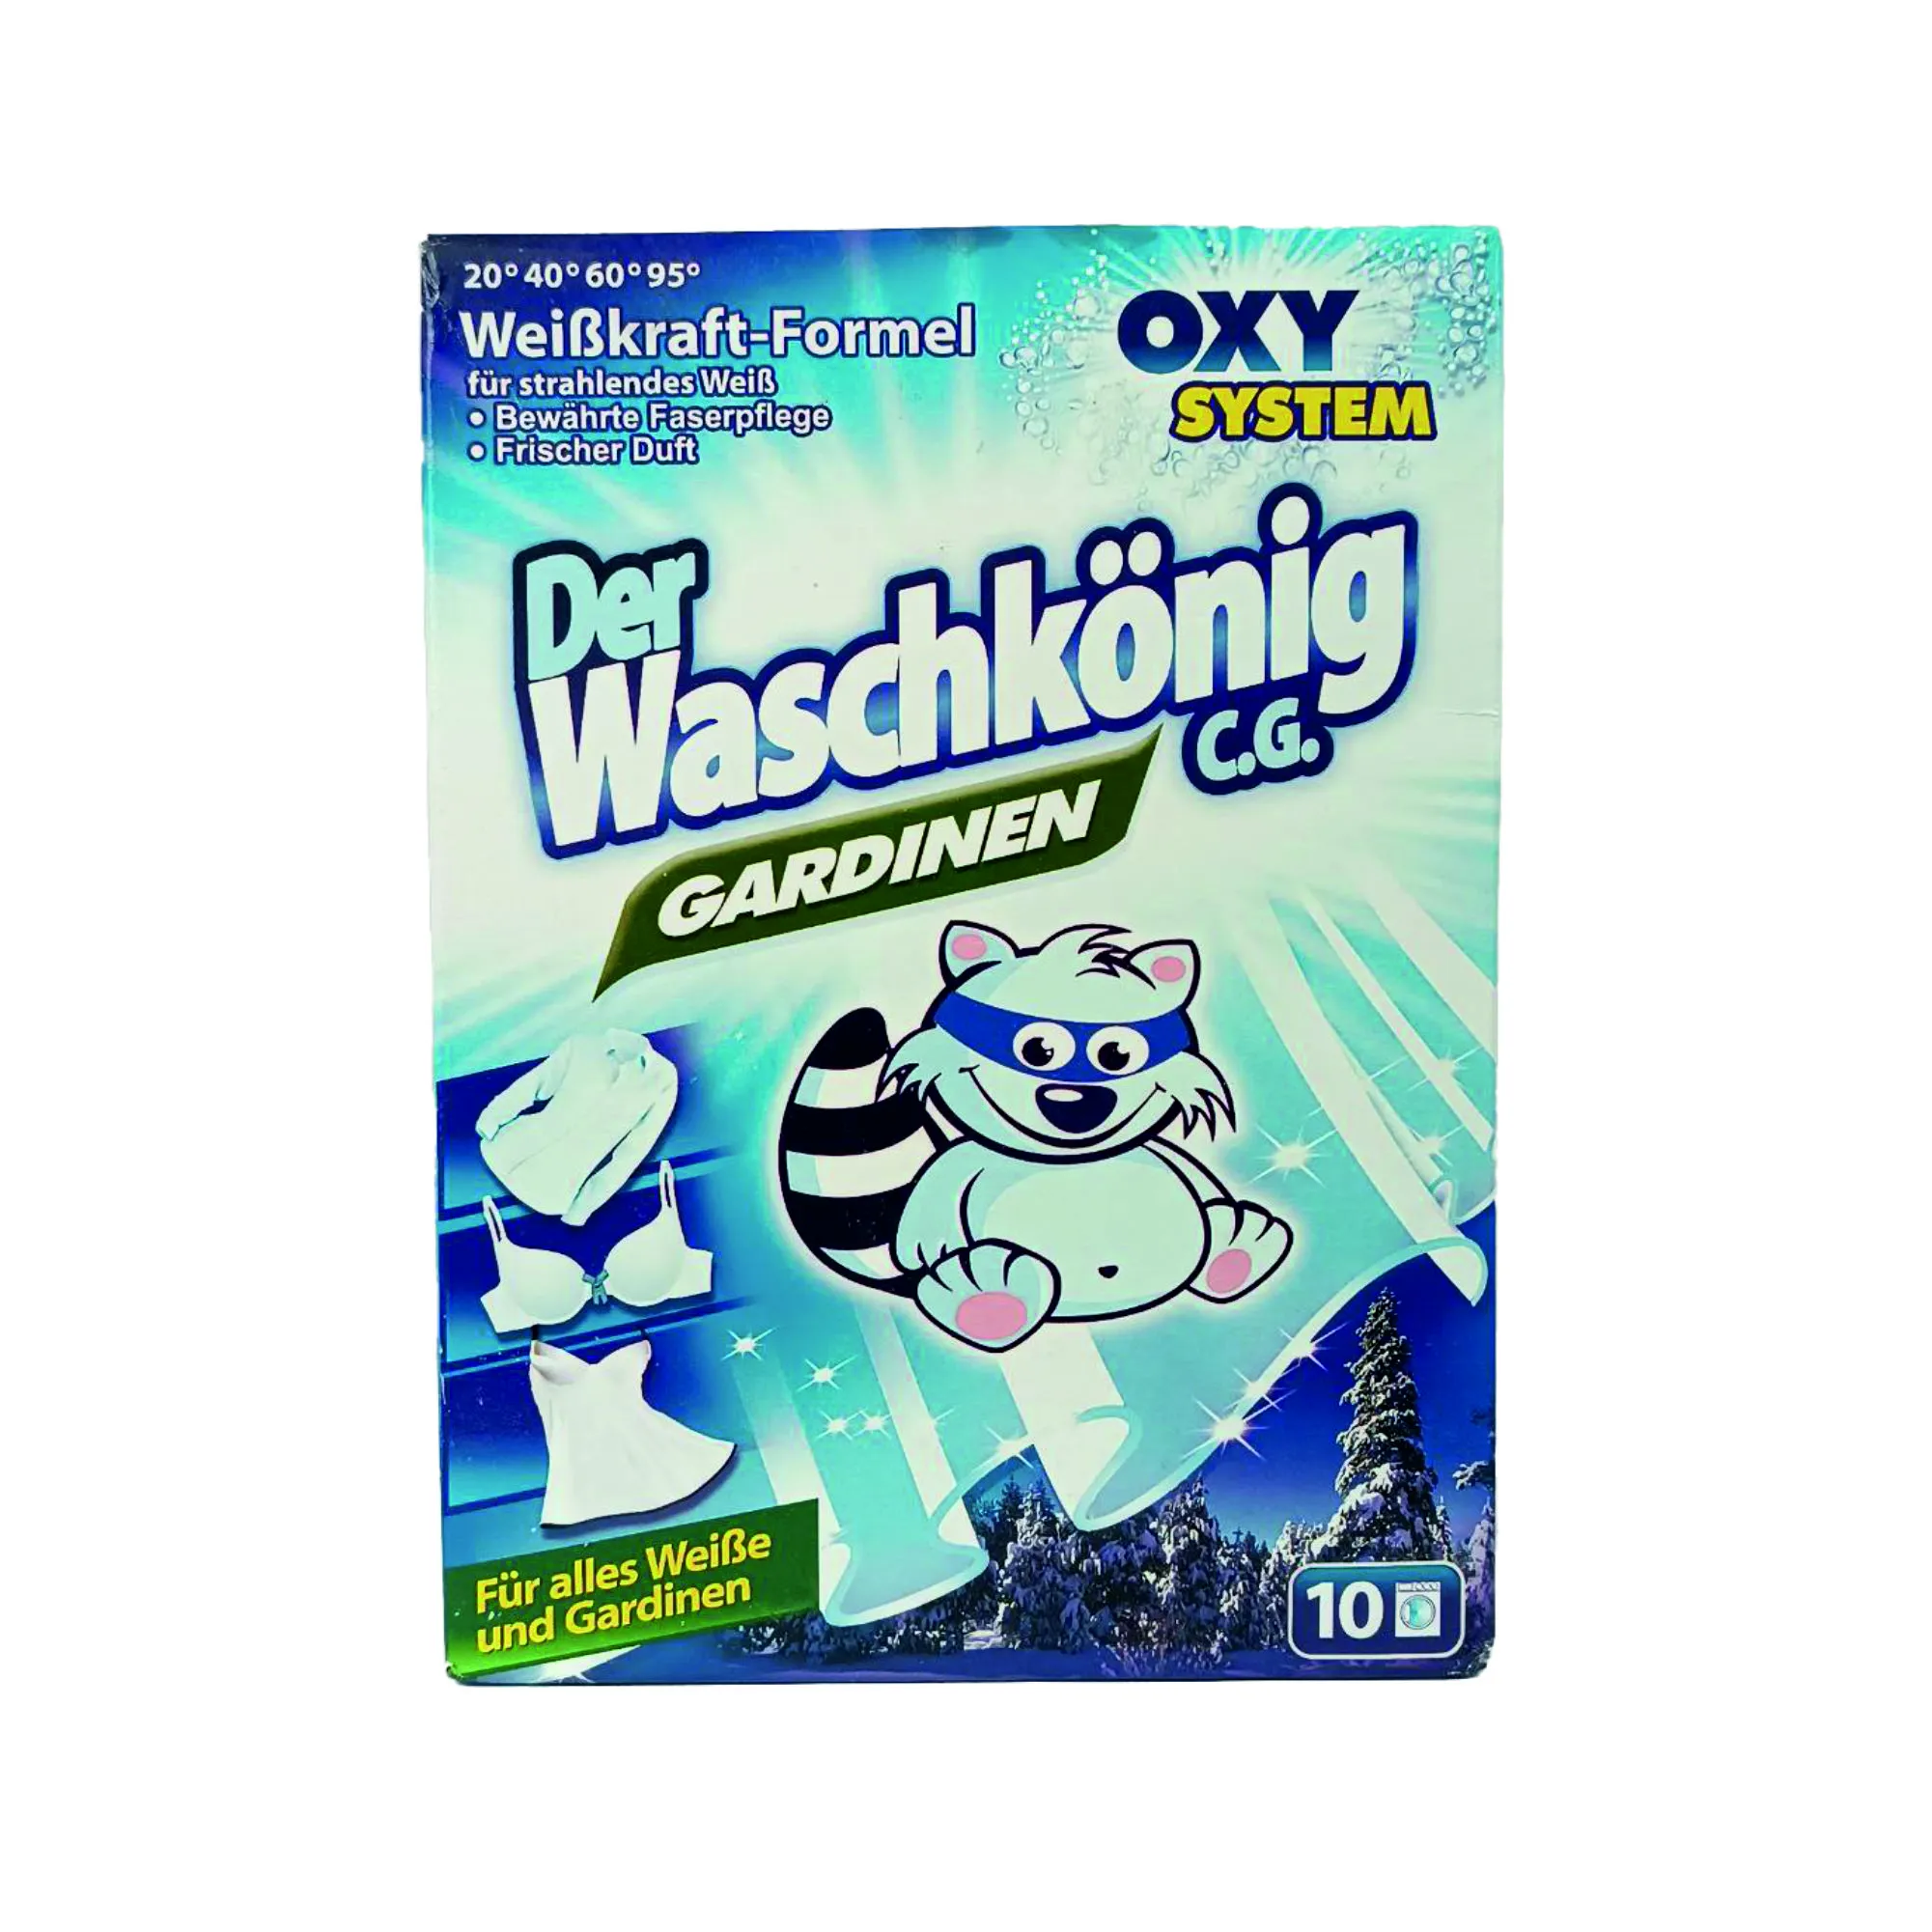 20° 40° 60° 95°
Weißkraft-Formel
für strahlendes Weiß
• Bewährte Faserpflege
• Frischer Duft
OXY
SYSTEM
Der
Waschkönig
C.G.
GARDINEN
Für alles Weiße
und Gardinen
10